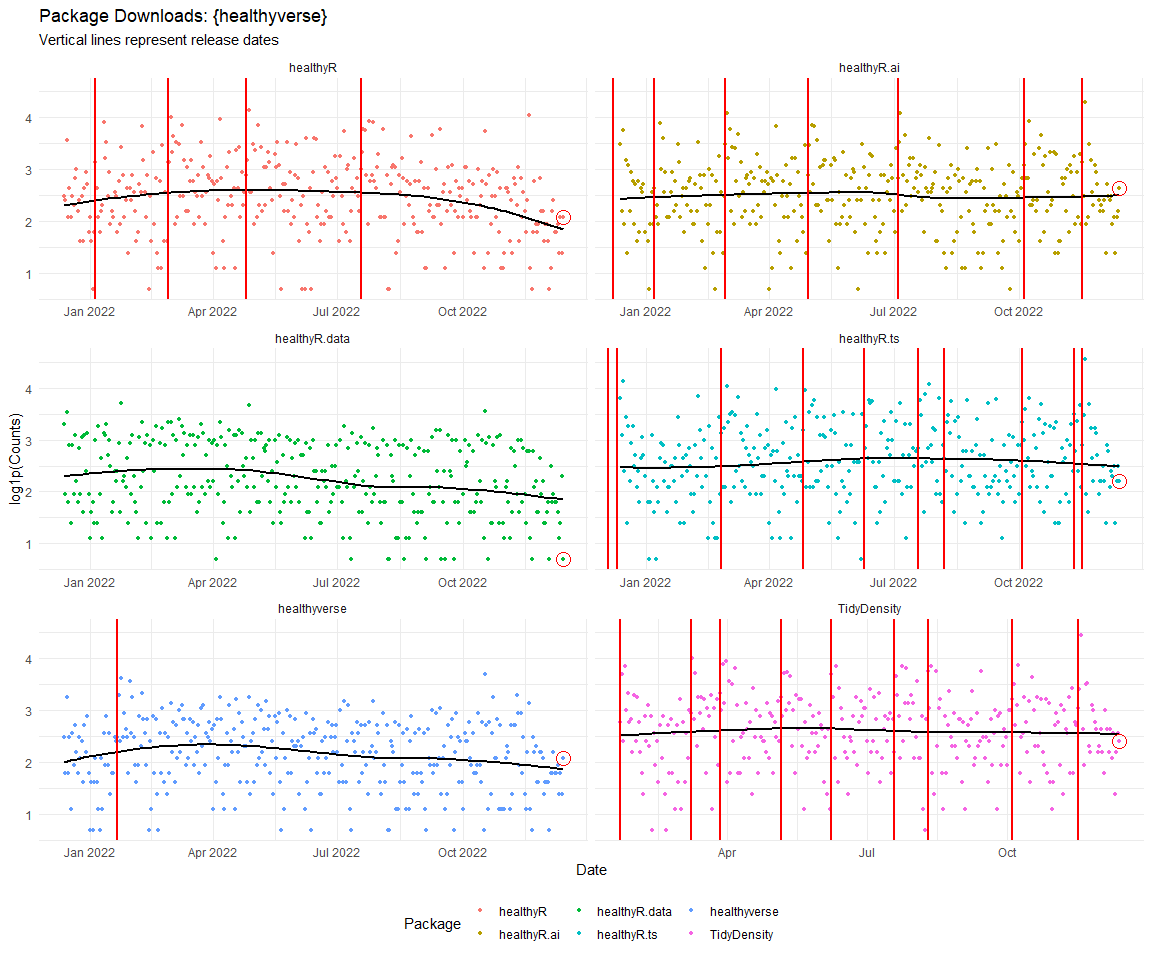 Package Downloads: {healthyverse}
Vertical lines represent release dates
healthyR
healthyR.ai
4
3
2
1
Jan 2022 Apr 2022 Jul 2022 Oct 2022
Jan 2022 Apr 2022 Jul 2022 Oct 2022
healthyR.data
healthyR.ts
log1p(Counts)
4
3
2
1
Jan 2022 Apr 2022 Jul 2022 Oct 2022
Jan 2022 Apr 2022 Jul 2022 Oct 2022
healthyverse
TidyDensity
4
3
2
1
Jan 2022 Apr 2022 Jul 2022 Oct 2022
Apr Jul Oct
Date
Package
healthyR healthyR.data healthyverse
healthyR.ai healthyR.ts TidyDensity